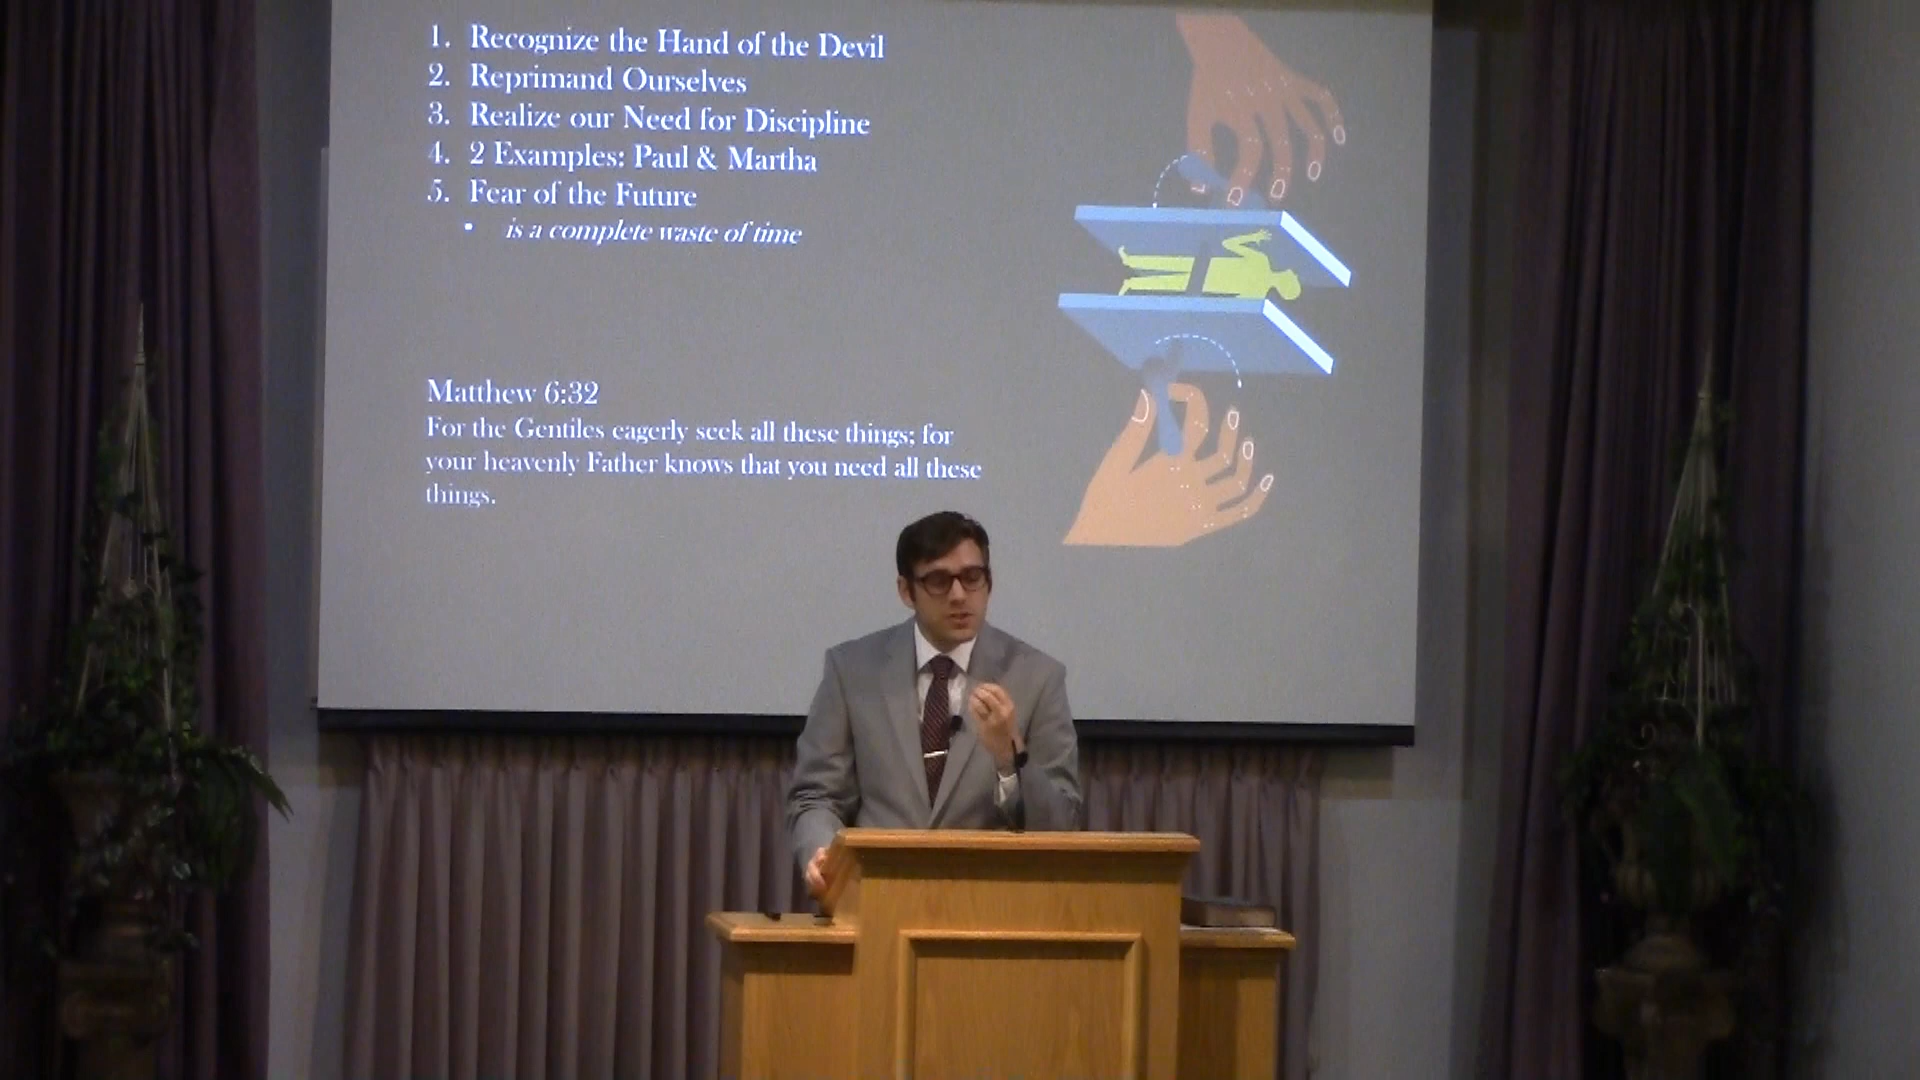 1. Recognize the Hand of the Devil
2. Reprimand Ourselves
3. Realize our Need for Discipline
4. 2 Examples: Paul & Martha
5. Fear of the Future
• is a complete waste of time
Matthew 6:32
For the Gentiles eagerly seek all these things; for
your heavenly Father knows that you need all these
things.